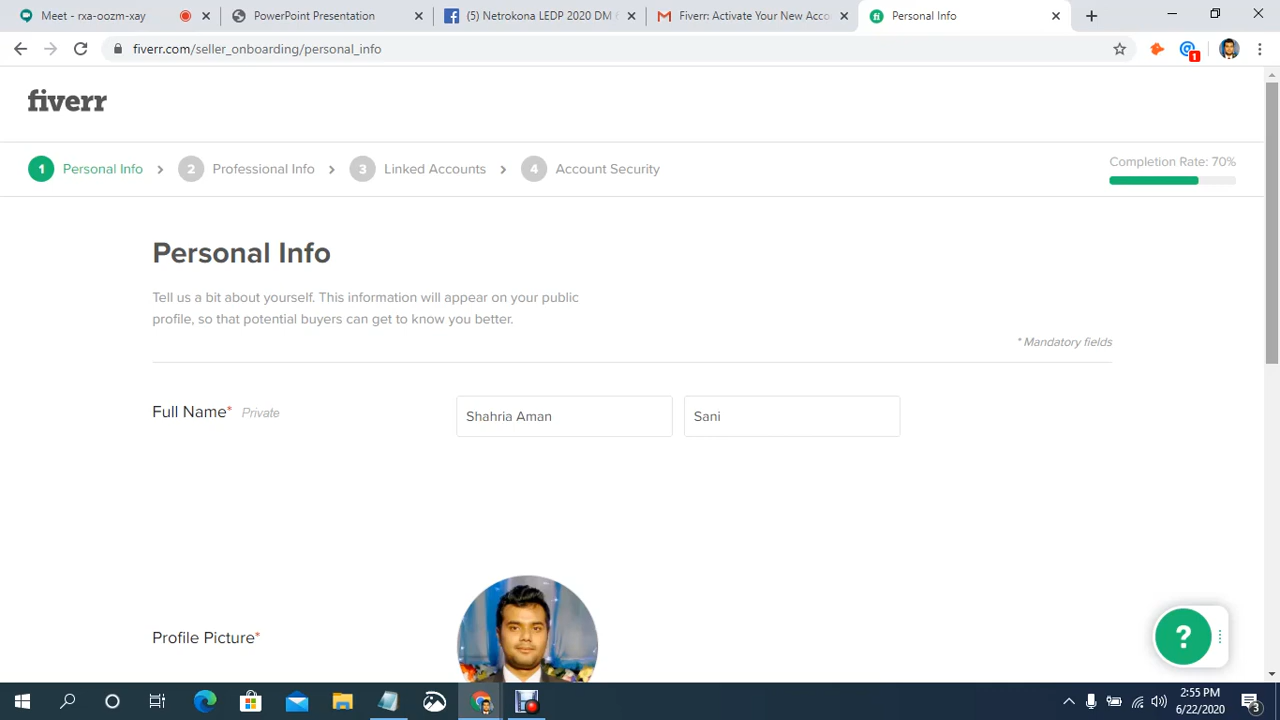 Meet - rxa-oozm-xay
PowerPoint Presentation
(5) Netrokona LEDP 2020 DM
Fiverr: Activate Your New Acco
Personal Info
fiverr.com/seller_onboarding/personal_info
1
fiverr
1 Personal Info
2 Professional Info
3 Linked Accounts
4 Account Security
Completion Rate: 70%
Personal Info
Tell us a bit about yourself. This information will appear on your public
profile, so that potential buyers can get to know you better.
* Mandatory fields
Full Name* Private
Shahria Aman
Sani
Profile Picture*
?
2:55 PM
6/22/2020
3